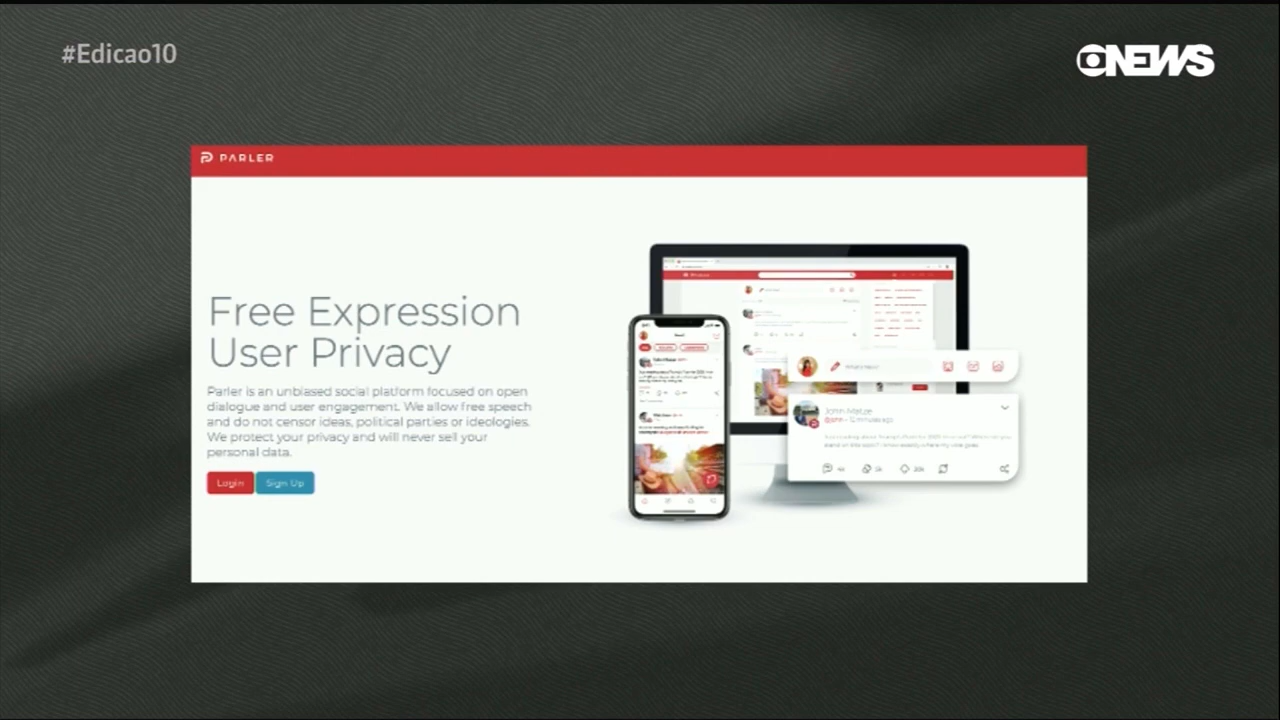 #Edicao10
GNEWS
PARLER
Free Expression
User Privacy
Parler is an unbiased social platform focused on open
dialogue and user engagement. We allow free speech
and do not censor ideas, political parties or ideologies.
We protect your privacy and will never sell your
personal data.
Login
Sign Up
John Matze
@john